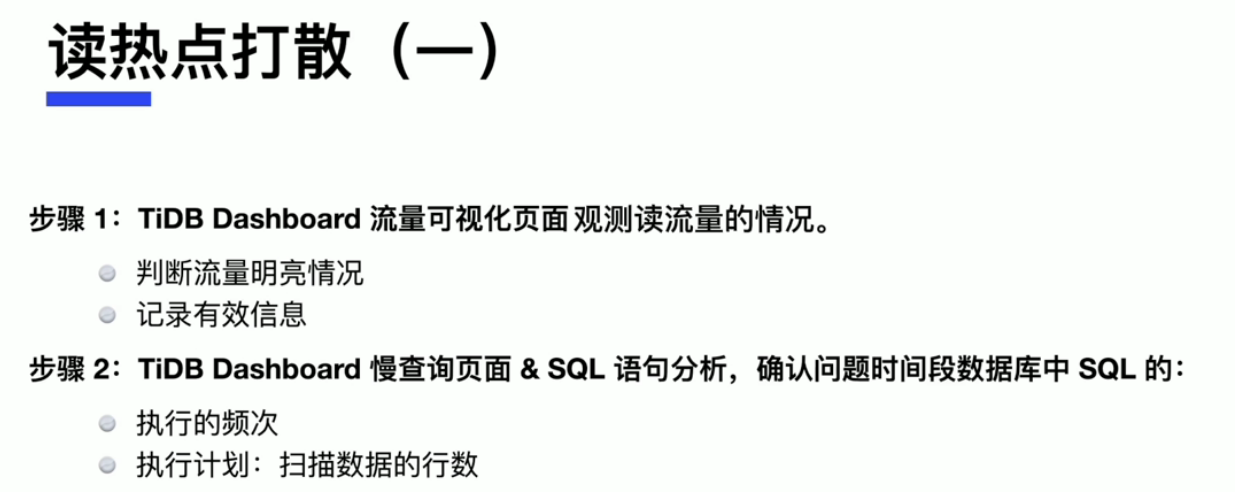 读热点打散（一）
步骤 1：TiDB Dashboard 流量可视化页面 观测读流量的情况。
判断流量明亮情况
记录有效信息
步骤 2：TiDB Dashboard 慢查询页面 & SQL 语句分析，确认问题时间段数据库中 SQL 的：
执行的频次
执行计划：扫描数据的行数